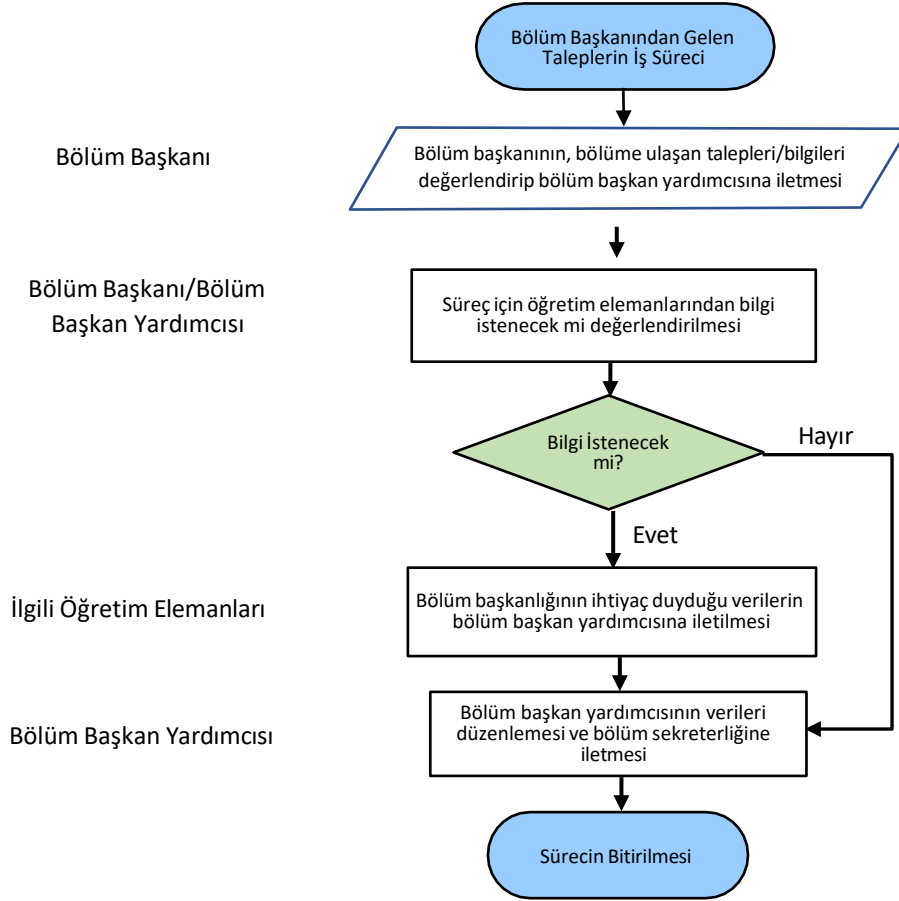 Bölüm Başkanından Gelen
Taleplerin İş Süreci
Bölüm Başkanı
Bölüm başkanının, bölüme ulaşan talepleri/bilgileri
değerlendirip bölüm başkan yardımcısına iletmesi
Bölüm Başkanı/Bölüm
Başkan Yardımcısı
Süreç için öğretim elemanlarından bilgi
istenecek mi değerlendirilmesi
Bilgi İstenecek
mi?
Hayır
Evet
İlgili Öğretim Elemanları
Bölüm başkanlığının ihtiyaç duyduğu verilerin
bölüm başkan yardımcısına iletilmesi
Bölüm Başkan Yardımcısı
Bölüm başkan yardımcısının verileri
düzenlemesi ve bölüm sekreterliğine
iletmesi
Sürecin Bitirilmesi